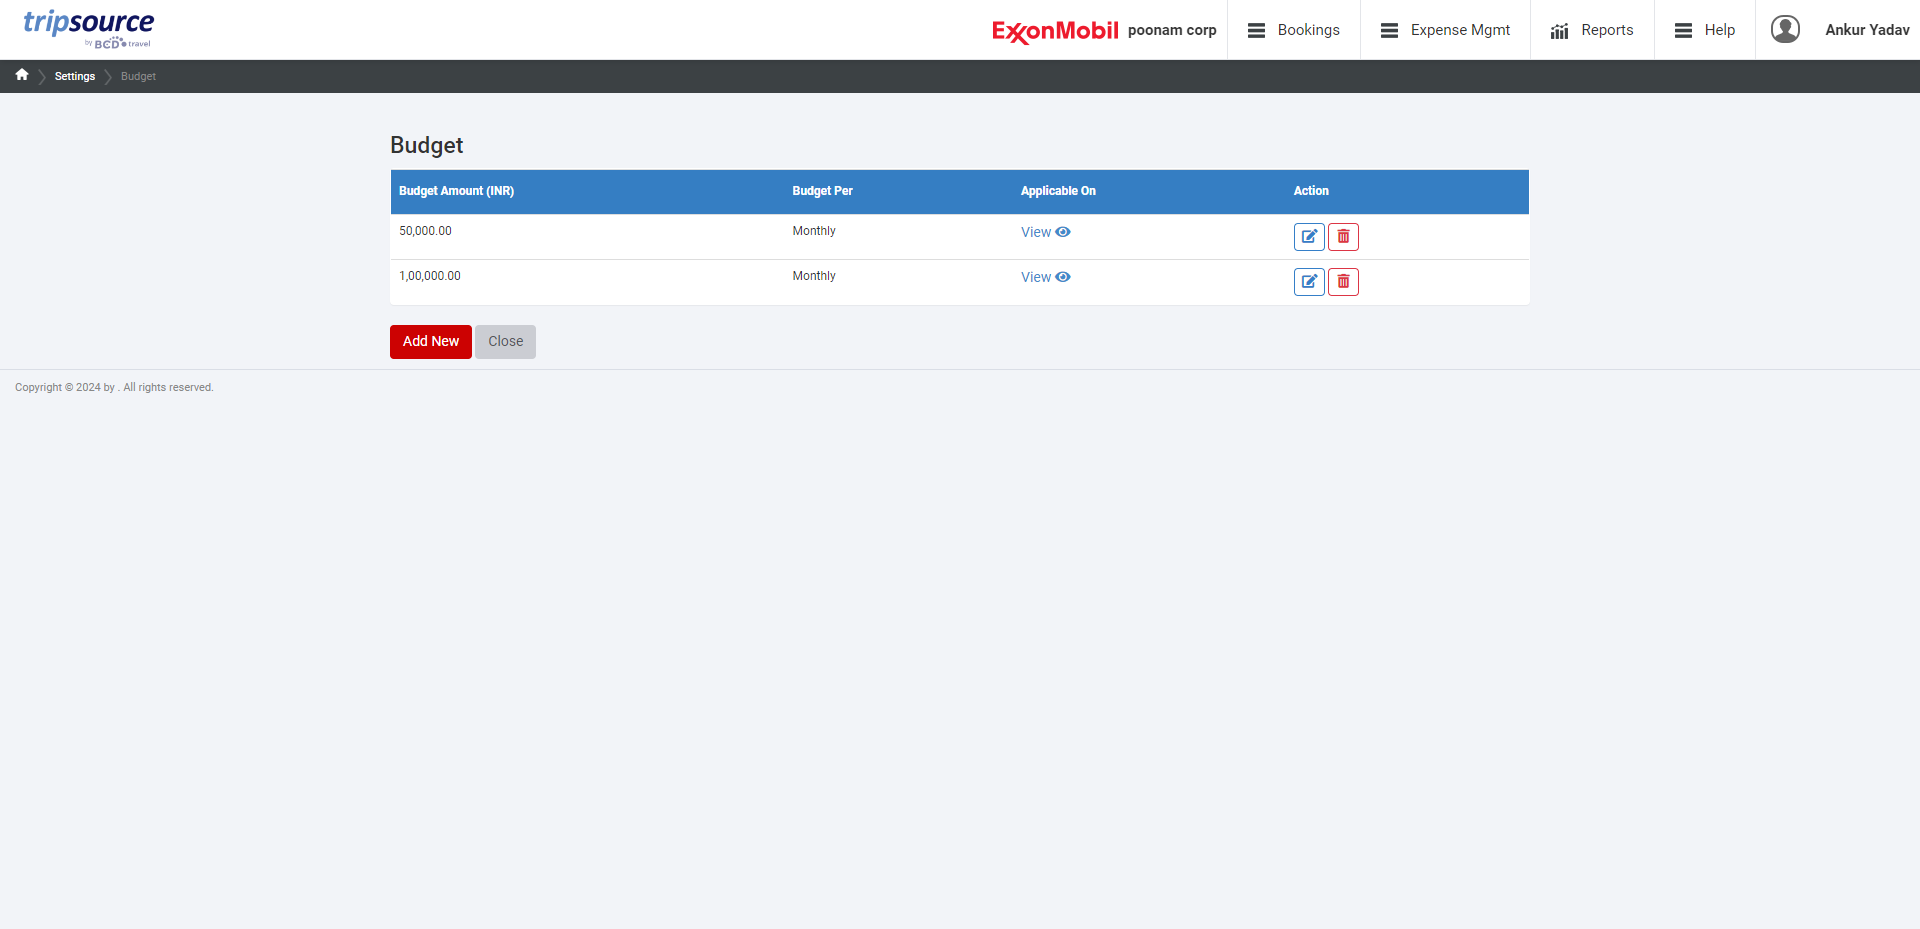 tripsource
by BCD travel
ExxonMobil poonam corp Bookings Expense Mgmt Reports Help Ankur Yadav
Settings Budget
Budget
Budget Amount (INR) Budget Per Applicable On Action
50,000.00 Monthly View
1,00,000.00 Monthly View
Add New Close
Copyright © 2024 by . All rights reserved.